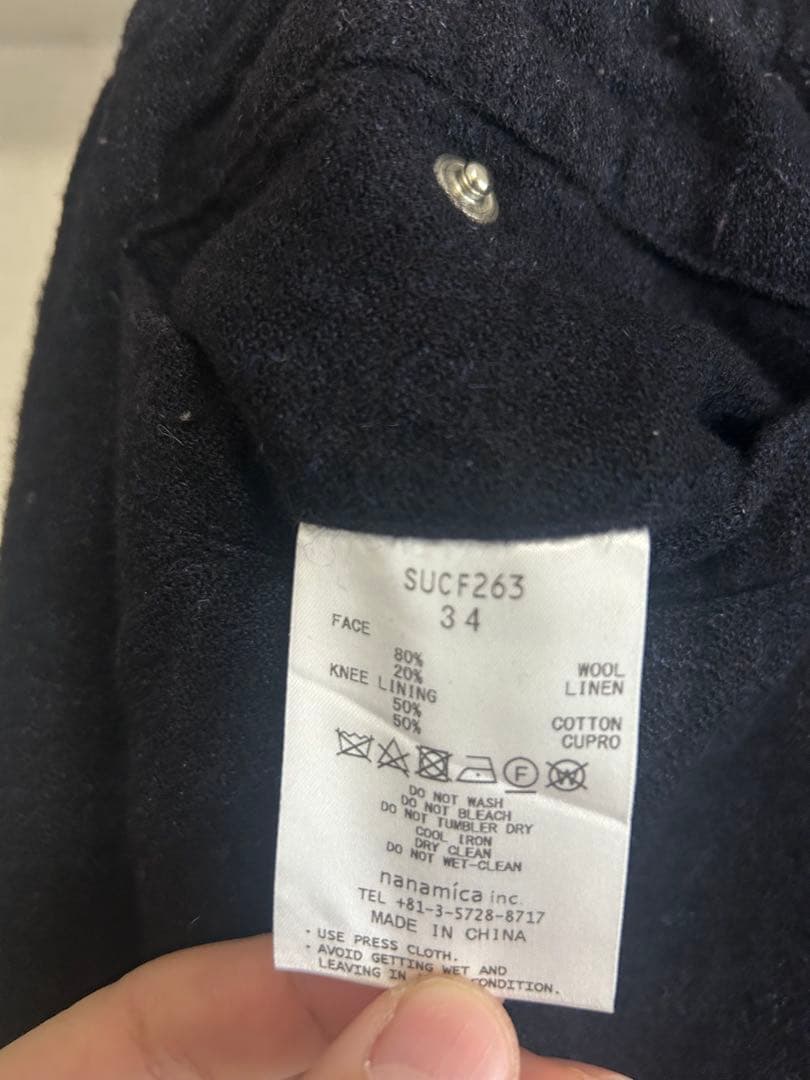 SUCF263
34
FACE
80% WOOL
20% LINEN
KNEE LINING
50% COTTON
50% CUPRO
F W
DO NOT WASH
DO NOT BLEACH
DO NOT TUMBLER DRY
COOL IRON
DRY CLEAN
DO NOT WET-CLEAN
nanamica inc.
TEL +81-3-5728-8717
MADE IN CHINA
・USE PRESS CLOTH.
・AVOID GETTING WET AND
LEAVING IN CONDITION.